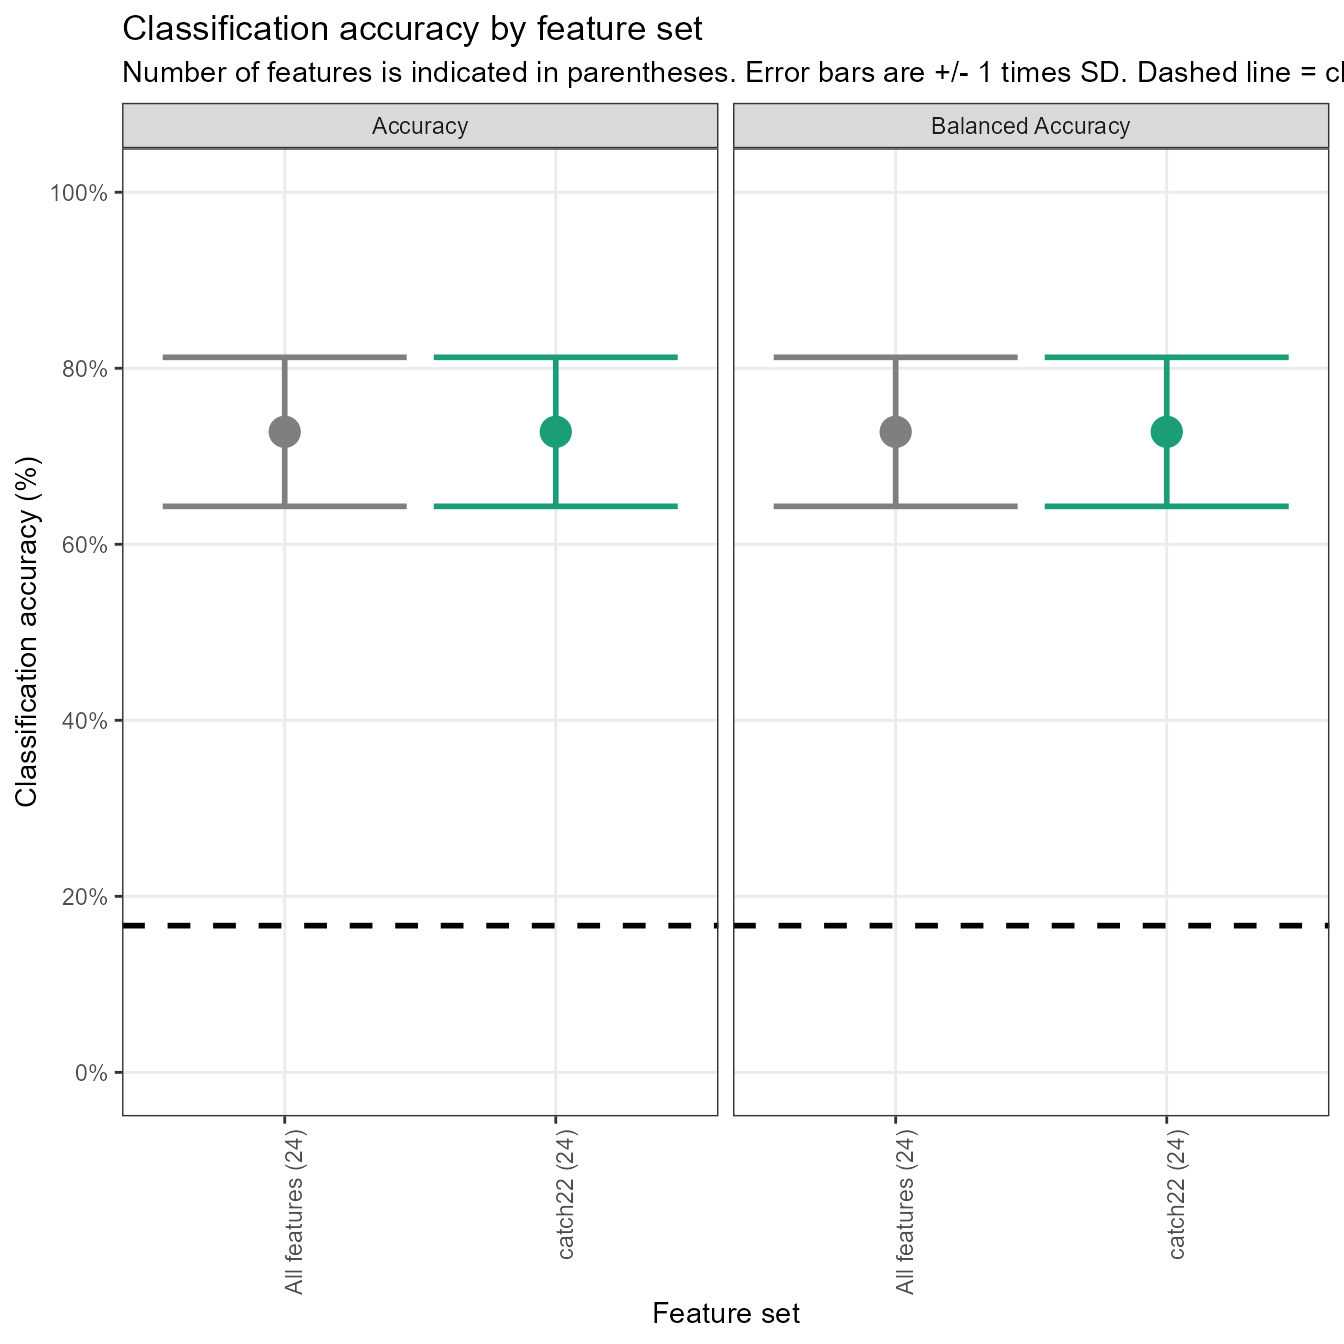 Classification accuracy by feature set
Number of features is indicated in parentheses. Error bars are +/- 1 times SD. Dashed line =
Accuracy
Balanced Accuracy
Classification accuracy (%)
100%
80%
60%
40%
20%
0%
All features (24)
catch22 (24)
All features (24)
catch22 (24)
Feature set